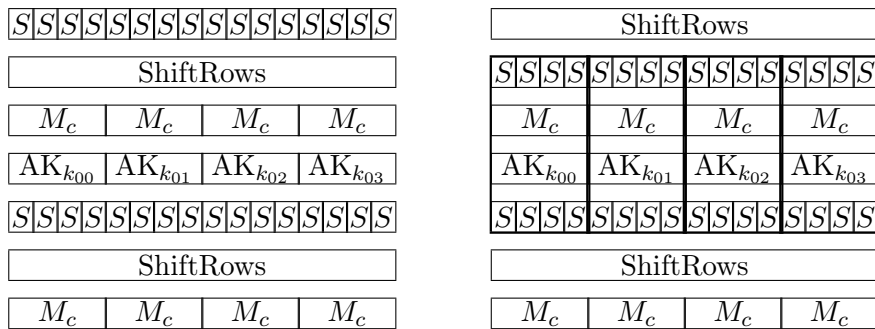 S S S S S S S S S S S S S S S S
ShiftRows
M_c M_c M_c M_c
AK_{k_{00}} AK_{k_{01}} AK_{k_{02}} AK_{k_{03}}
S S S S S S S S S S S S S S S S
ShiftRows
M_c M_c M_c M_c
ShiftRows
S S S S S S S S S S S S S S S S
M_c M_c M_c M_c
AK_{k_{00}} AK_{k_{01}} AK_{k_{02}} AK_{k_{03}}
S S S S S S S S S S S S S S S S
ShiftRows
M_c M_c M_c M_c